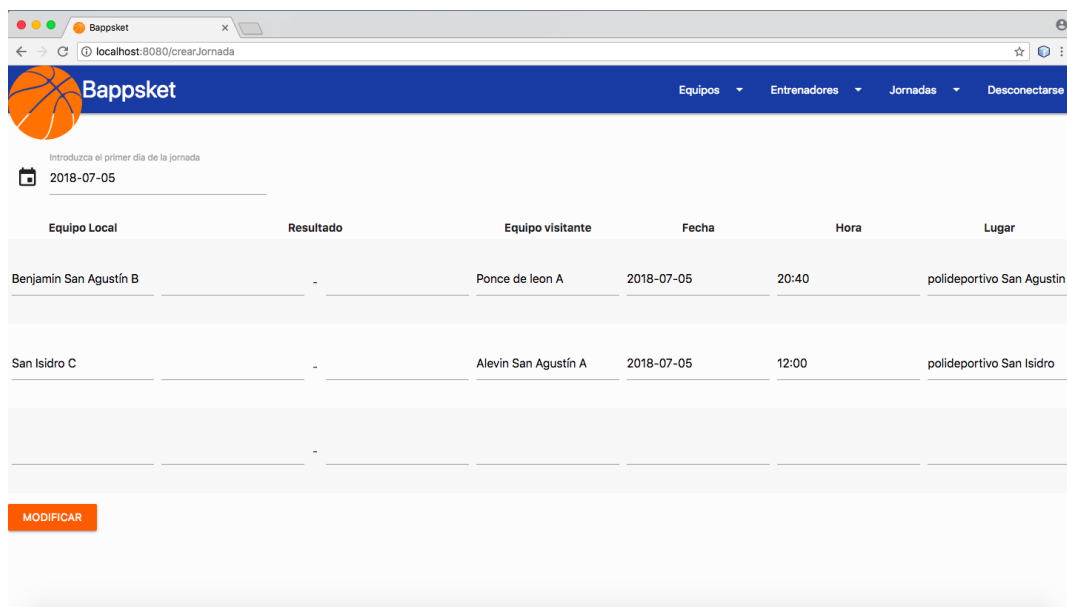 Bappsket
localhost:8080/crearJornada
Bappsket Equipos Entrenadores Jornadas Desconectarse
Introduzca el primer día de la jornada
2018-07-05
Equipo Local Resultado Equipo visitante Fecha Hora Lugar
Benjamin San Agustín B - Ponce de leon A 2018-07-05 20:40 polideportivo San Agustin
San Isidro C - Alevin San Agustín A 2018-07-05 12:00 polideportivo San Isidro
-
MODIFICAR